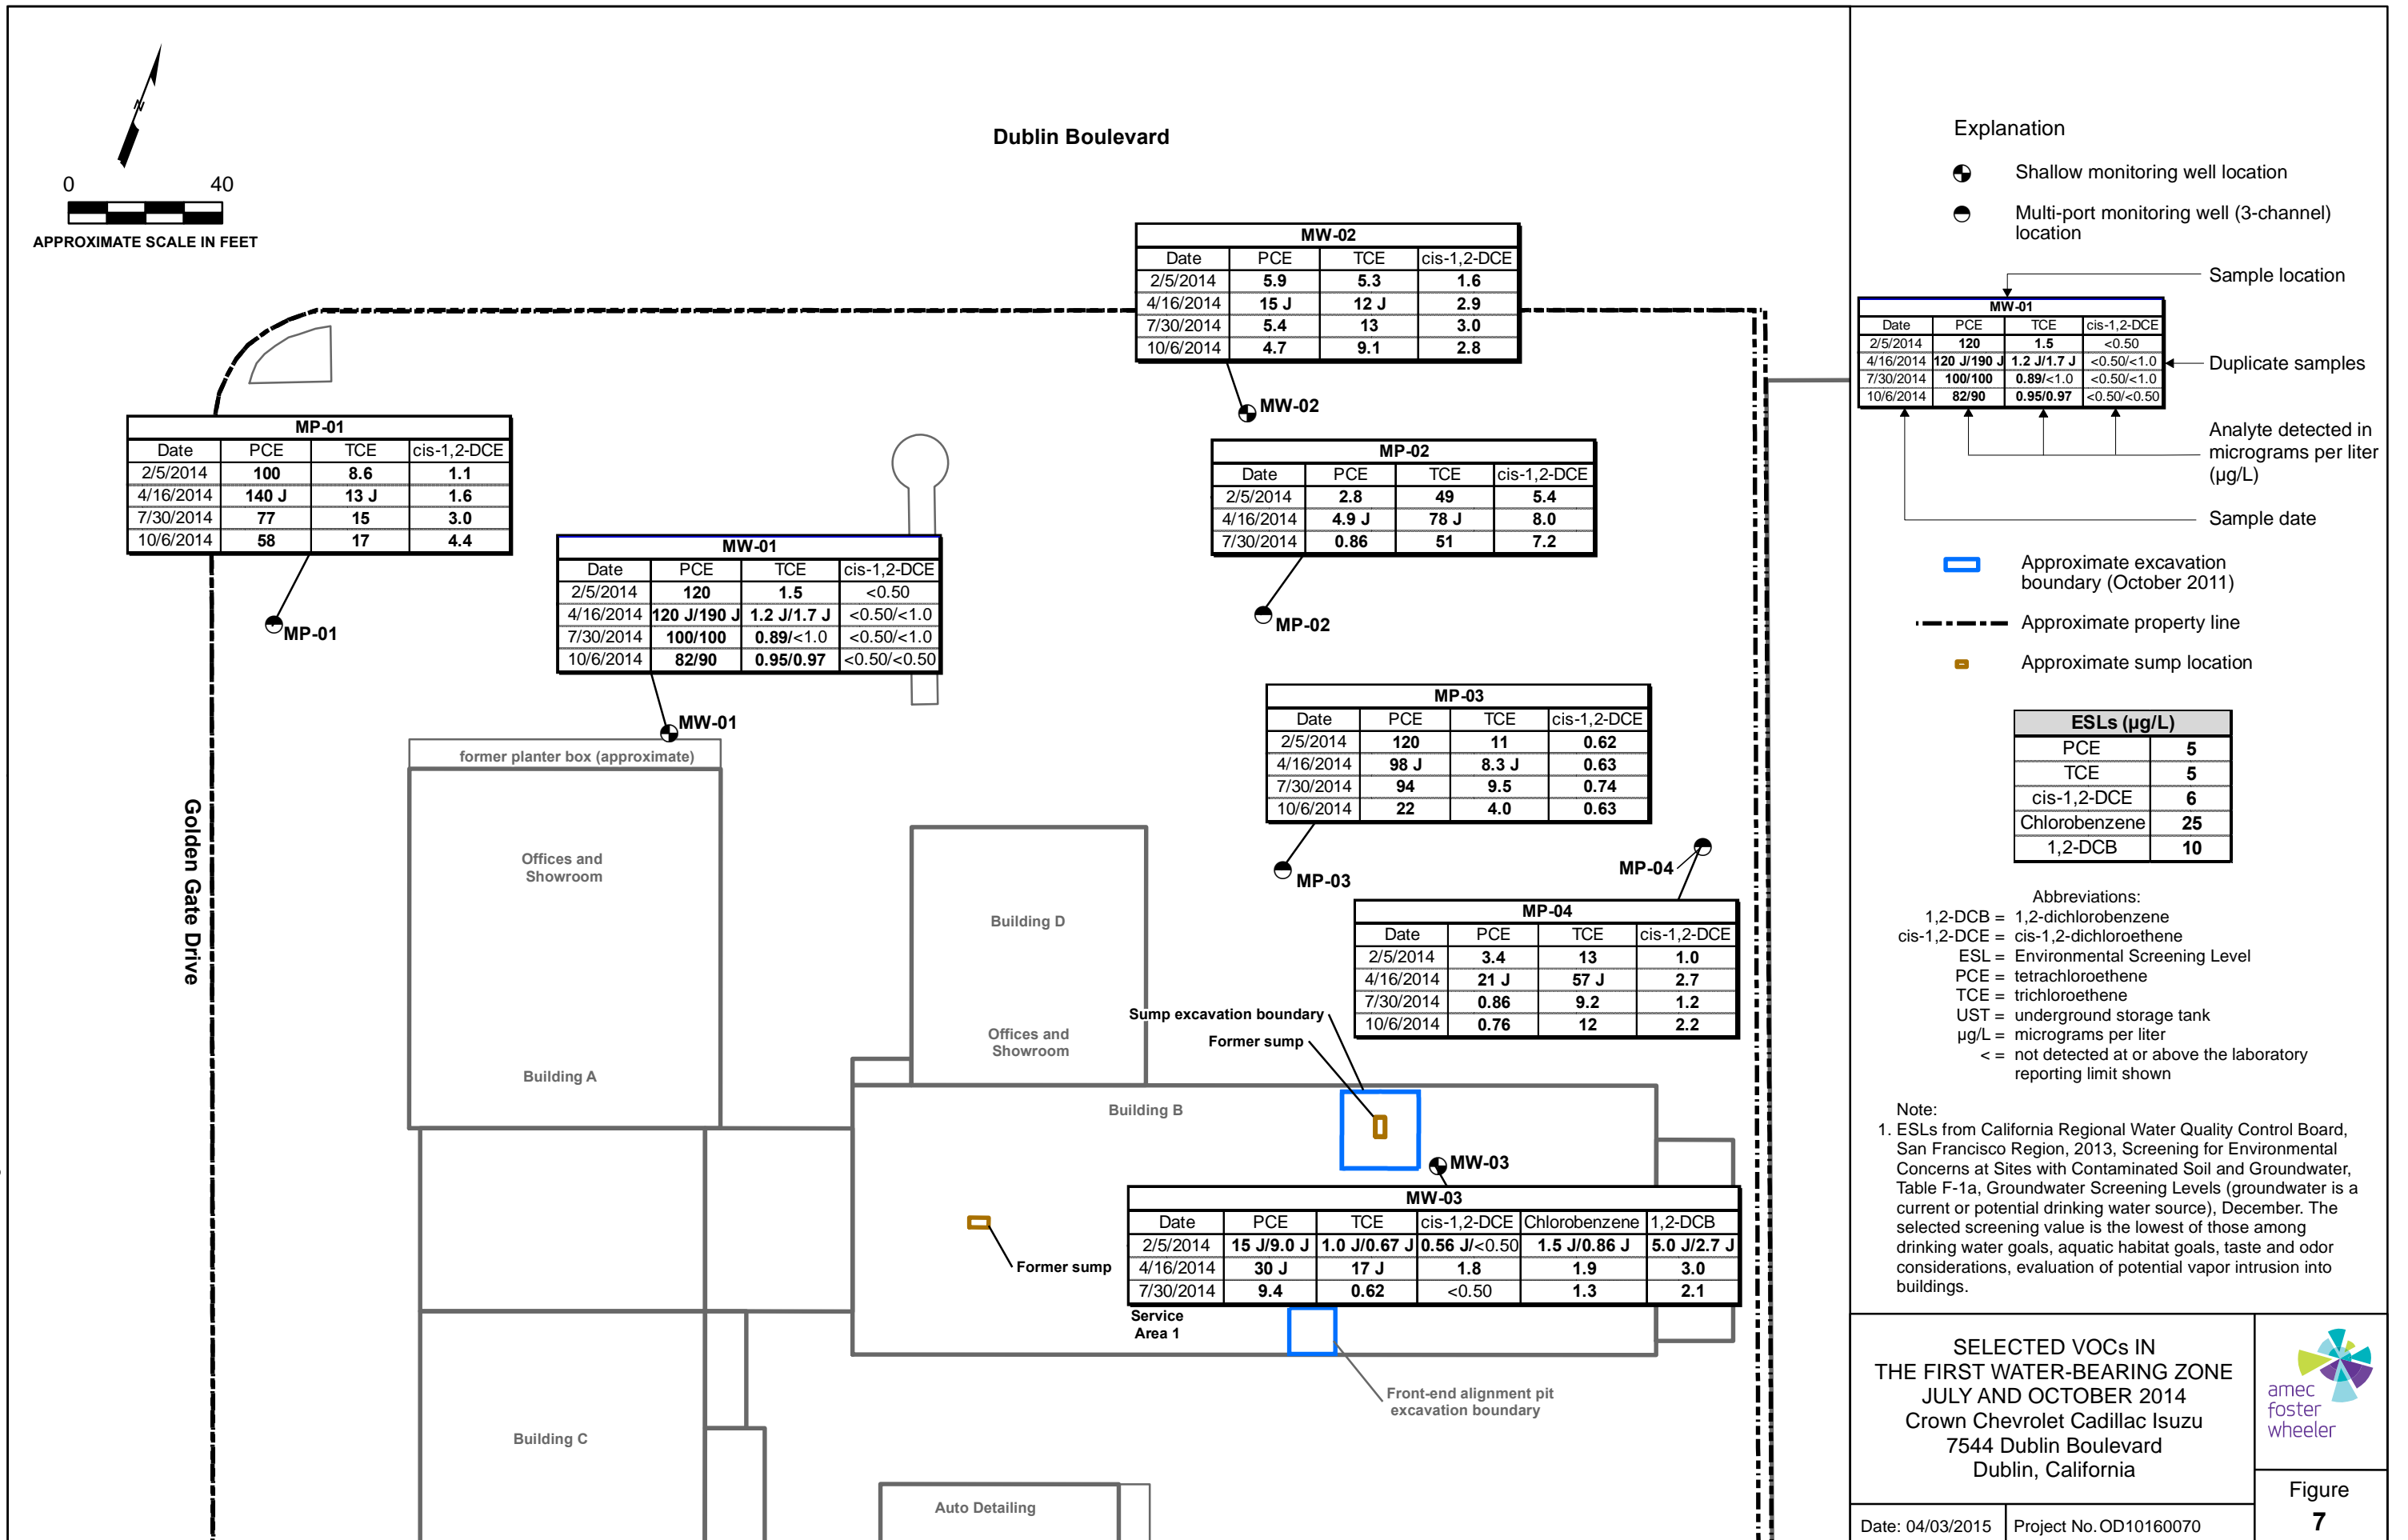 N
0 40
APPROXIMATE SCALE IN FEET
Dublin Boulevard
MW-02
Date PCE TCE cis-1,2-DCE
2/5/2014 5.9 5.3 1.6
4/16/2014 15 J 12 J 2.9
7/30/2014 5.4 13 3.0
10/6/2014 4.7 9.1 2.8
MW-02
MP-01
Date PCE TCE cis-1,2-DCE
2/5/2014 100 8.6 1.1
4/16/2014 140 J 13 J 1.6
7/30/2014 77 15 3.0
10/6/2014 58 17 4.4
MP-01
MP-02
Date PCE TCE cis-1,2-DCE
2/5/2014 2.8 49 5.4
4/16/2014 4.9 J 78 J 8.0
7/30/2014 0.86 51 7.2
MP-02
MW-01
Date PCE TCE cis-1,2-DCE
2/5/2014 120 1.5 <0.50
4/16/2014 120 J/190 J 1.2 J/1.7 J <0.50/<1.0
7/30/2014 100/100 0.89/<1.0 <0.50/<1.0
10/6/2014 82/90 0.95/0.97 <0.50/<0.50
MW-01
former planter box (approximate)
MP-03
Date PCE TCE cis-1,2-DCE
2/5/2014 120 11 0.62
4/16/2014 98 J 8.3 J 0.63
7/30/2014 94 9.5 0.74
10/6/2014 22 4.0 0.63
MP-03
MP-04
MP-04
Date PCE TCE cis-1,2-DCE
2/5/2014 3.4 13 1.0
4/16/2014 21 J 57 J 2.7
7/30/2014 0.86 9.2 1.2
10/6/2014 0.76 12 2.2
Golden Gate Drive
Offices and
Showroom
Building A
Building D
Offices and
Showroom
Sump excavation boundary
Former sump
Building B
MW-03
MW-03
Date PCE TCE cis-1,2-DCE Chlorobenzene 1,2-DCB
2/5/2014 15 J/9.0 J 1.0 J/0.67 J 0.56 J/<0.50 1.5 J/0.86 J 5.0 J/2.7 J
4/16/2014 30 J 17 J 1.8 1.9 3.0
7/30/2014 9.4 0.62 <0.50 1.3 2.1
Former sump
Service
Area 1
Front-end alignment pit
excavation boundary
Building C
Auto Detailing
Explanation
Shallow monitoring well location
Multi-port monitoring well (3-channel)
location
Sample location
MW-01
Date PCE TCE cis-1,2-DCE
2/5/2014 120 1.5 <0.50
4/16/2014 120 J/190 J 1.2 J/1.7 J <0.50/<1.0
7/30/2014 100/100 0.89/<1.0 <0.50/<1.0
10/6/2014 82/90 0.95/0.97 <0.50/<0.50
Duplicate samples
Analyte detected in
micrograms per liter
(µg/L)
Sample date
Approximate excavation
boundary (October 2011)
Approximate property line
Approximate sump location
ESLs (µg/L)
PCE 5
TCE 5
cis-1,2-DCE 6
Chlorobenzene 25
1,2-DCB 10
Abbreviations:
1,2-DCB = 1,2-dichlorobenzene
cis-1,2-DCE = cis-1,2-dichloroethene
ESL = Environmental Screening Level
PCE = tetrachloroethene
TCE = trichloroethene
UST = underground storage tank
µg/L = micrograms per liter
< = not detected at or above the laboratory
reporting limit shown
Note:
1. ESLs from California Regional Water Quality Control Board,
San Francisco Region, 2013, Screening for Environmental
Concerns at Sites with Contaminated Soil and Groundwater,
Table F-1a, Groundwater Screening Levels (groundwater is a
current or potential drinking water source), December. The
selected screening value is the lowest of those among
drinking water goals, aquatic habitat goals, taste and odor
considerations, evaluation of potential vapor intrusion into
buildings.
SELECTED VOCs IN
THE FIRST WATER-BEARING ZONE
JULY AND OCTOBER 2014
Crown Chevrolet Cadillac Isuzu
7544 Dublin Boulevard
Dublin, California
amec
foster
wheeler
Figure
7
Date: 04/03/2015 Project No. OD10160070